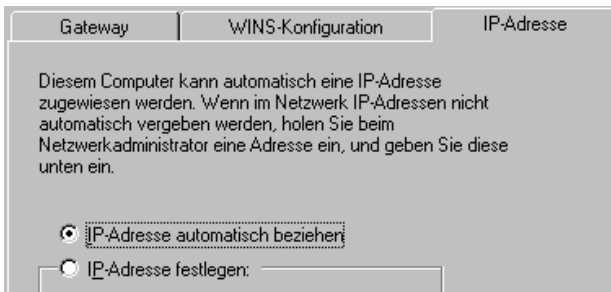 Gateway WINS-Konfiguration IP-Adresse
Diesem Computer kann automatisch eine IP-Adresse
zugewiesen werden. Wenn im Netzwerk IP-Adressen nicht
automatisch vergeben werden, holen Sie beim
Netzwerkadministrator eine Adresse ein, und geben Sie diese
unten ein.
IP-Adresse automatisch beziehen
IP-Adresse festlegen: